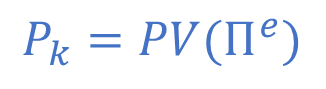 P_k = PV(Π^e)